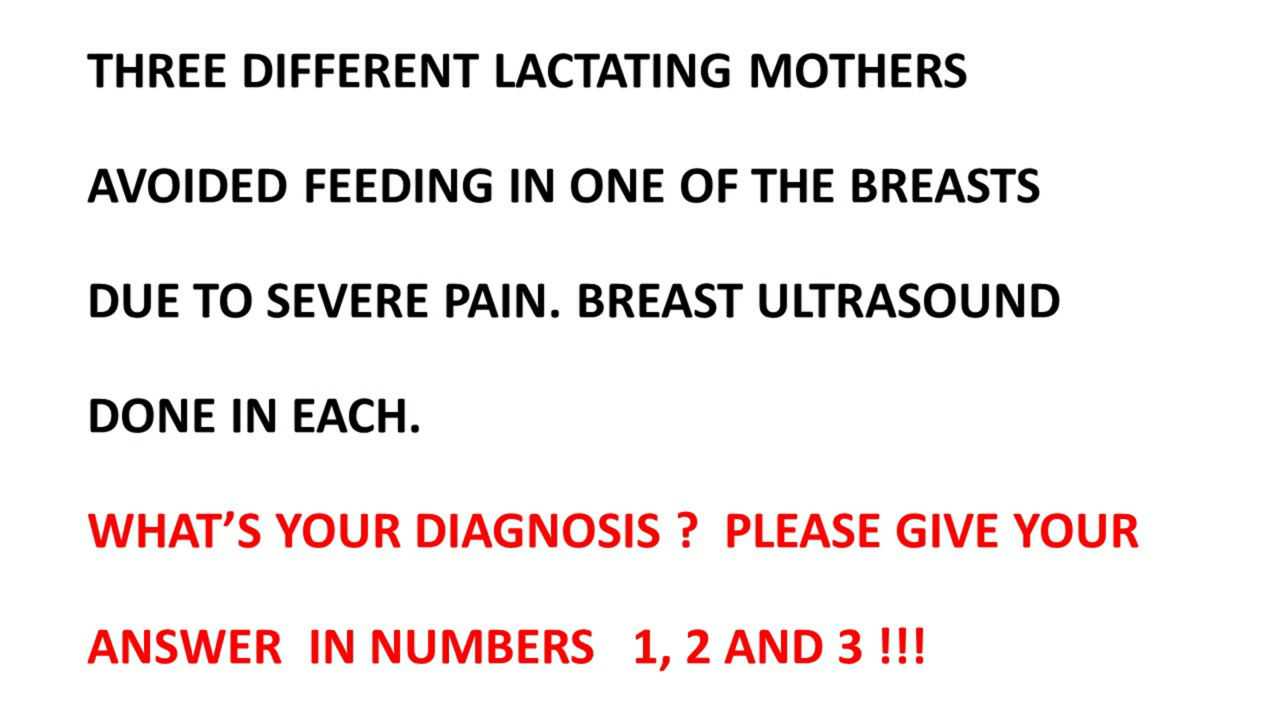 THREE DIFFERENT LACTATING MOTHERS
AVOIDED FEEDING IN ONE OF THE BREASTS
DUE TO SEVERE PAIN. BREAST ULTRASOUND
DONE IN EACH.
WHAT’S YOUR DIAGNOSIS ?  PLEASE GIVE YOUR
ANSWER  IN NUMBERS   1, 2 AND 3 !!!